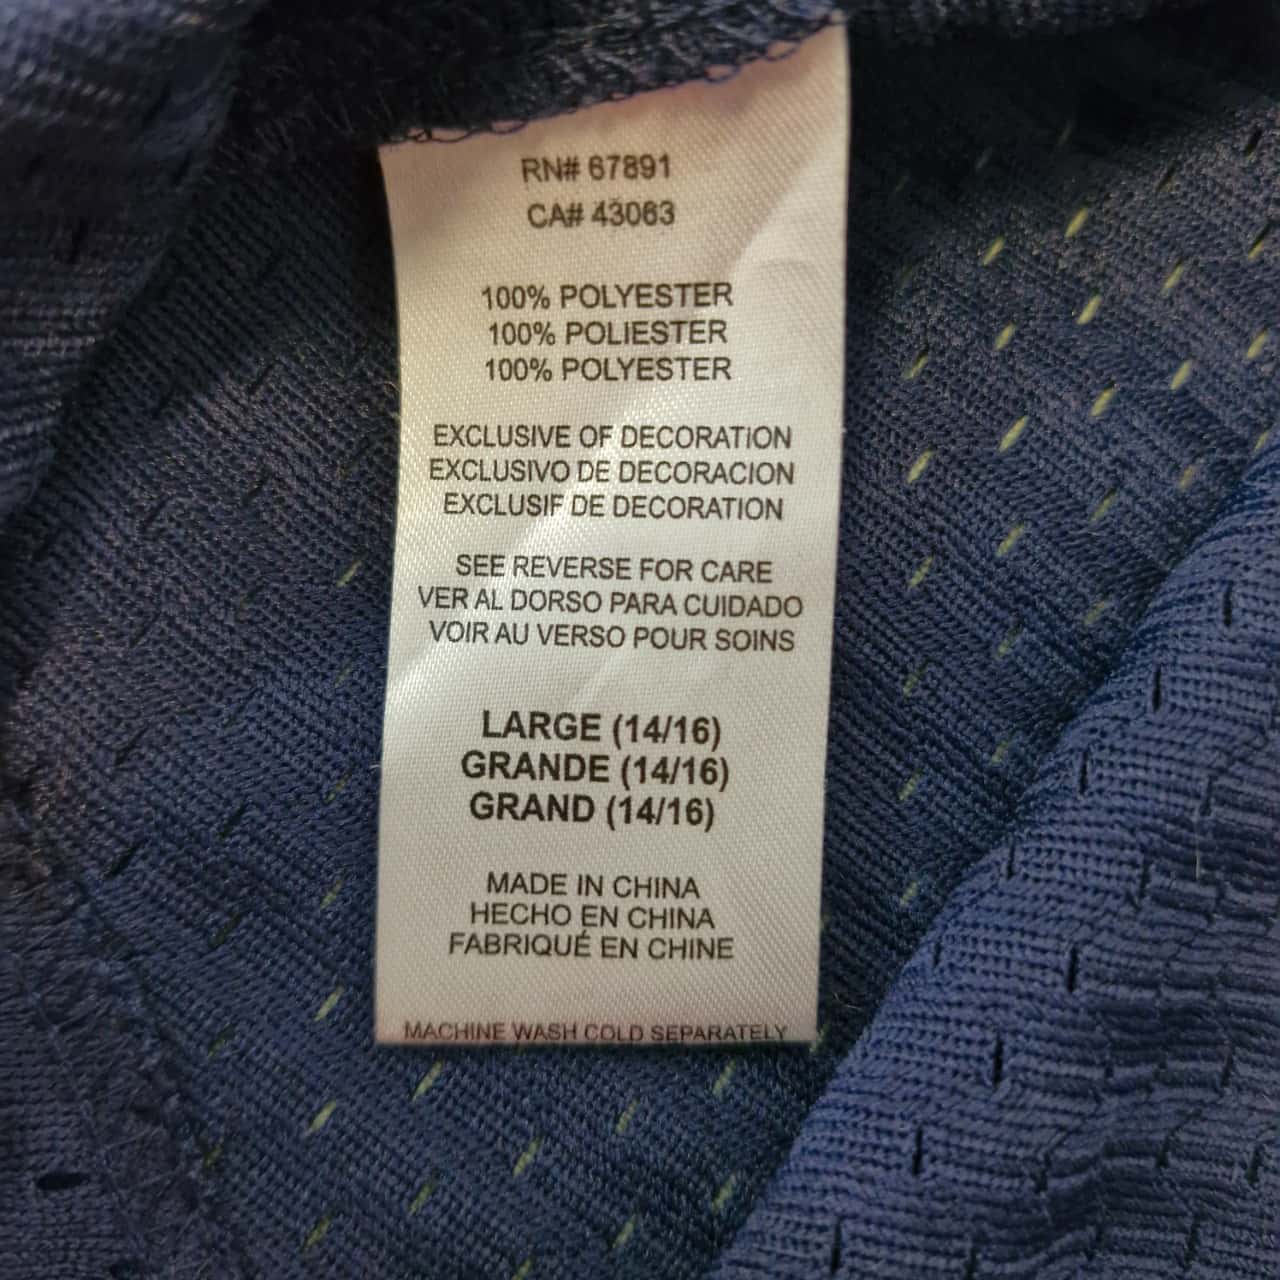 RN# 67891
CA# 43063
100% POLYESTER
100% POLIESTER
100% POLYESTER
EXCLUSIVE OF DECORATION
EXCLUSIVO DE DECORACION
EXCLUSIF DE DECORATION
SEE REVERSE FOR CARE
VER AL DORSO PARA CUIDADO
VOIR AU VERSO POUR SOINS
LARGE (14/16)
GRANDE (14/16)
GRAND (14/16)
MADE IN CHINA
HECHO EN CHINA
FABRIQUÉ EN CHINE
MACHINE WASH COLD SEPARATELY